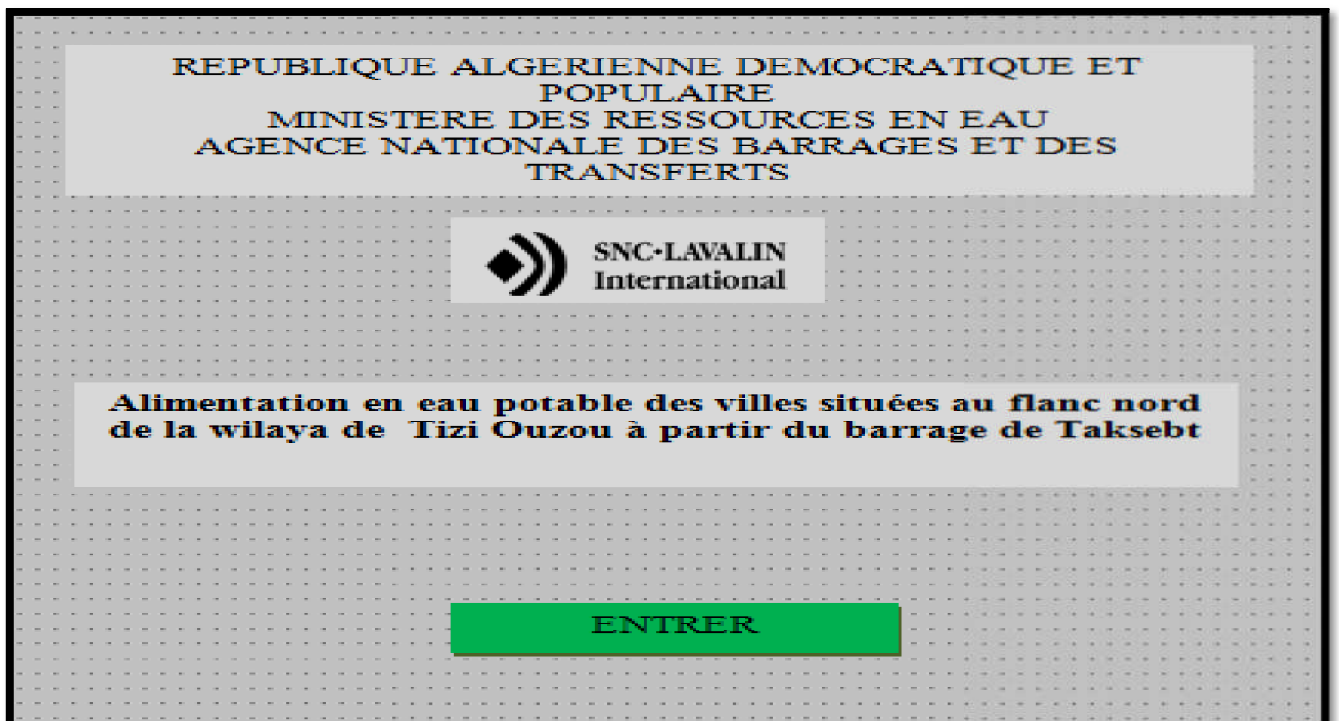 REPUBLIQUE ALGERIENNE DEMOCRATIQUE ET
POPULAIRE
MINISTERE DES RESSOURCES EN EAU
AGENCE NATIONALE DES BARRAGES ET DES
TRANSFERTS
SNC·LAVALIN
International
Alimentation en eau potable des villes situées au flanc nord
de la wilaya de Tizi Ouzou à partir du barrage de Taksebt
ENTRER